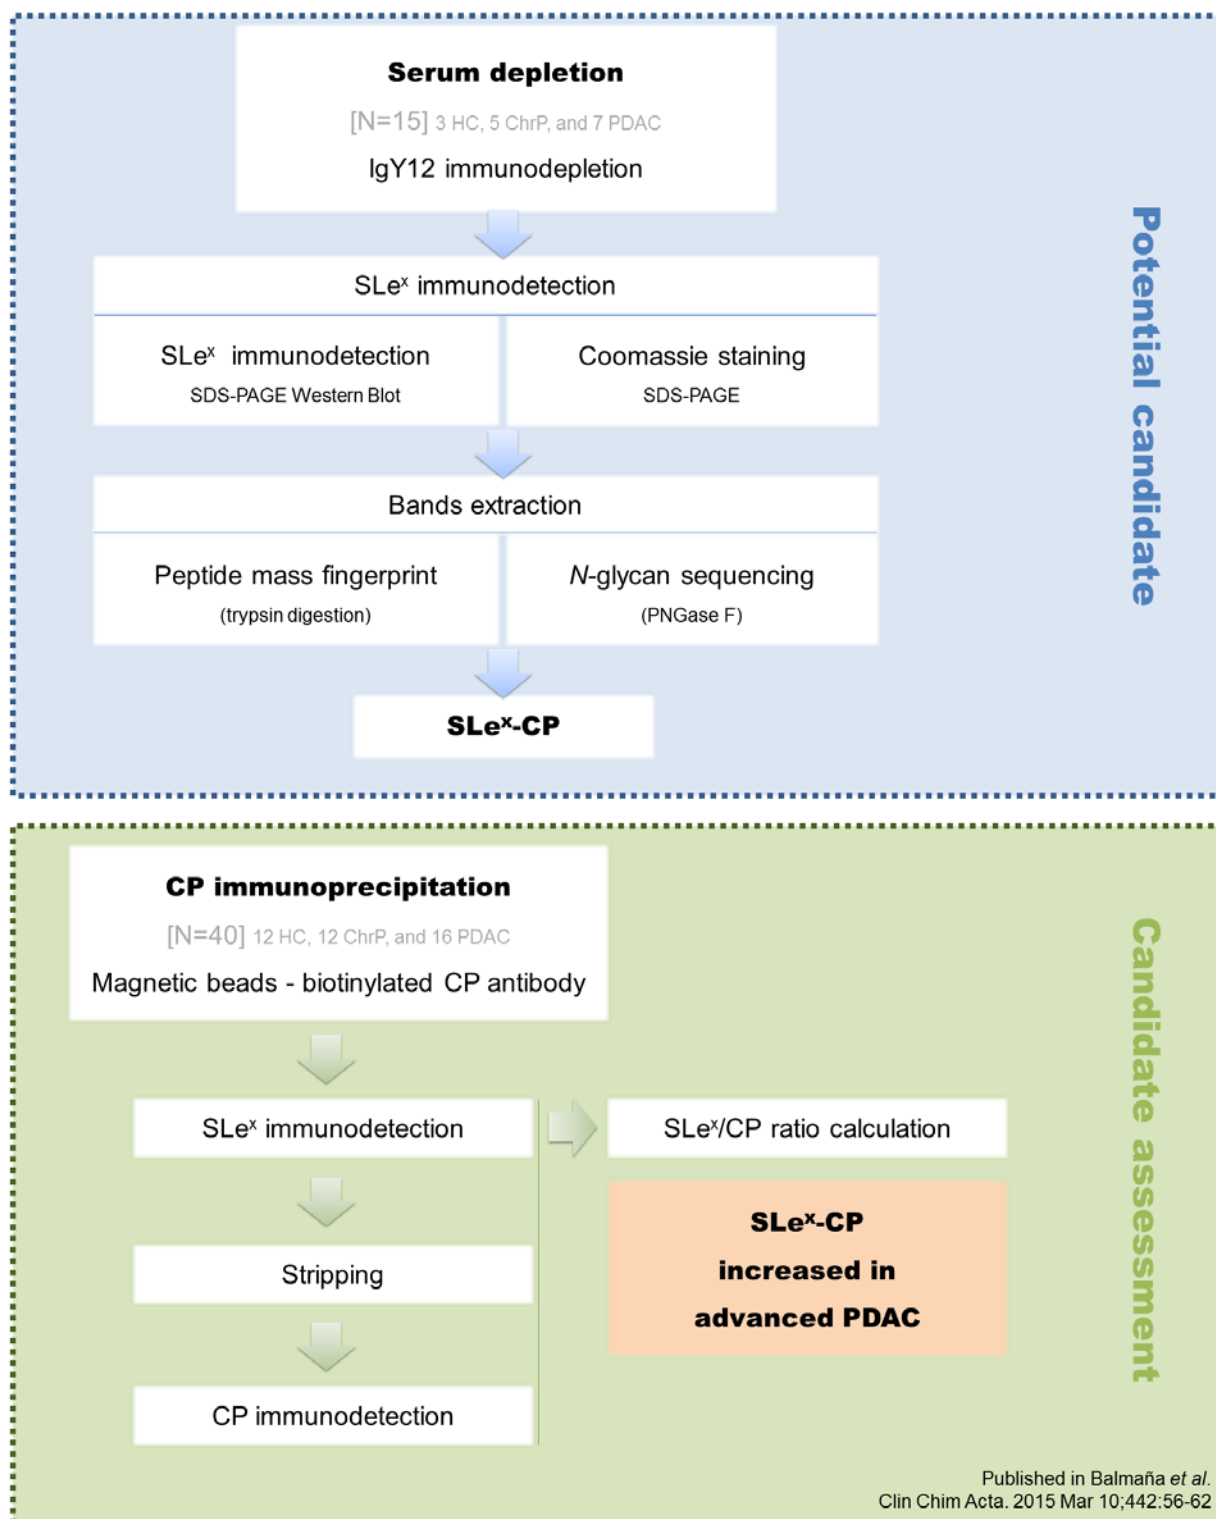 Serum depletion
[N=15] 3 HC, 5 ChrP, and 7 PDAC
IgY12 immunodepletion
SLeˣ immunodetection
SLeˣ immunodetection
SDS-PAGE Western Blot
Coomassie staining
SDS-PAGE
Bands extraction
Peptide mass fingerprint
(trypsin digestion)
N-glycan sequencing
(PNGase F)
SLeˣ-CP
Potential candidate
CP immunoprecipitation
[N=40] 12 HC, 12 ChrP, and 16 PDAC
Magnetic beads - biotinylated CP antibody
SLeˣ immunodetection
Stripping
CP immunodetection
SLeˣ/CP ratio calculation
SLeˣ-CP
increased in
advanced PDAC
Candidate assessment
Published in Balmaña et al.
Clin Chim Acta. 2015 Mar 10;442:56-62